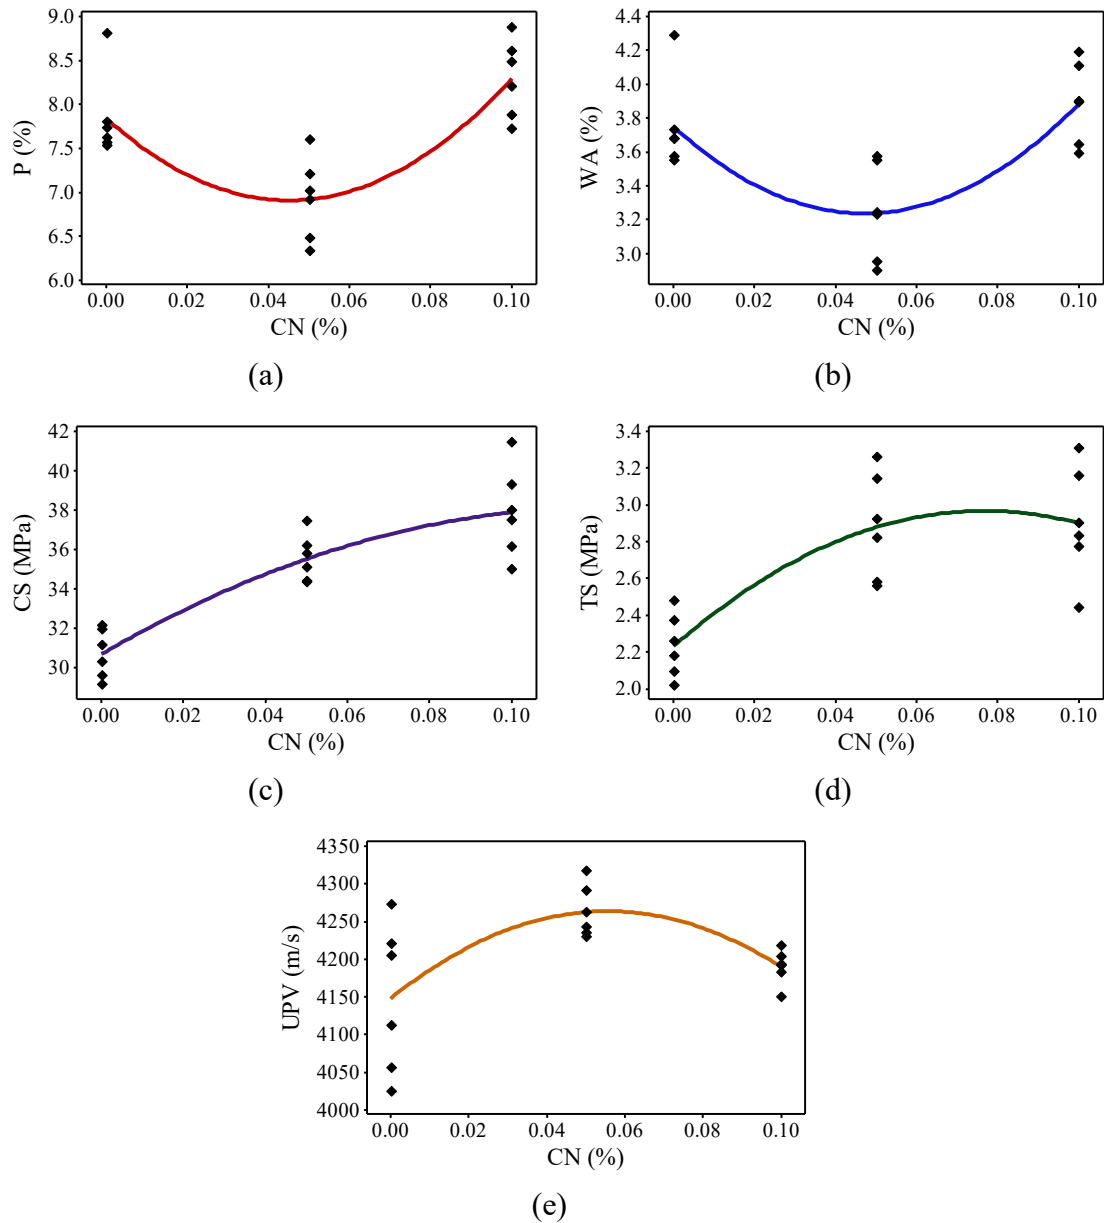 9.0
8.5
8.0
7.5
7.0
6.5
6.0
P (%)
0.00 0.02 0.04 0.06 0.08 0.10
CN (%)
(a)
4.4
4.2
3.8
3.6
3.4
3.2
3.0
4.0
WA (%)
0.00 0.02 0.04 0.06 0.08 0.10
CN (%)
(b)
42
40
38
36
34
32
30
CS (MPa)
0.00 0.02 0.04 0.06 0.08 0.10
CN (%)
(c)
3.4
3.2
3.0
2.8
2.6
2.4
2.2
2.0
TS (MPa)
0.00 0.02 0.04 0.06 0.08 0.10
CN (%)
(d)
4350
4300
4250
4200
4150
4100
4050
4000
UPV (m/s)
0.00 0.02 0.04 0.06 0.08 0.10
CN (%)
(e)